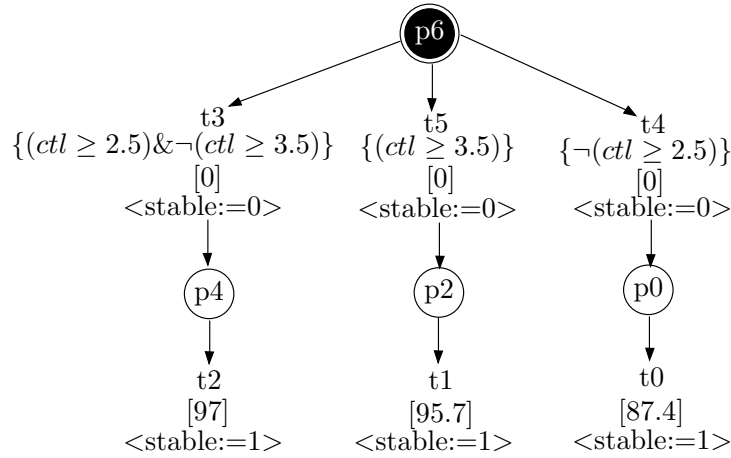 p6
t3
{(ctl ≥ 2.5)&¬(ctl ≥ 3.5)}
[0]
<stable:=0>
t5
{(ctl ≥ 3.5)}
[0]
<stable:=0>
t4
{¬(ctl ≥ 2.5)}
[0]
<stable:=0>
p4
p2
p0
t2
[97]
<stable:=1>
t1
[95.7]
<stable:=1>
t0
[87.4]
<stable:=1>